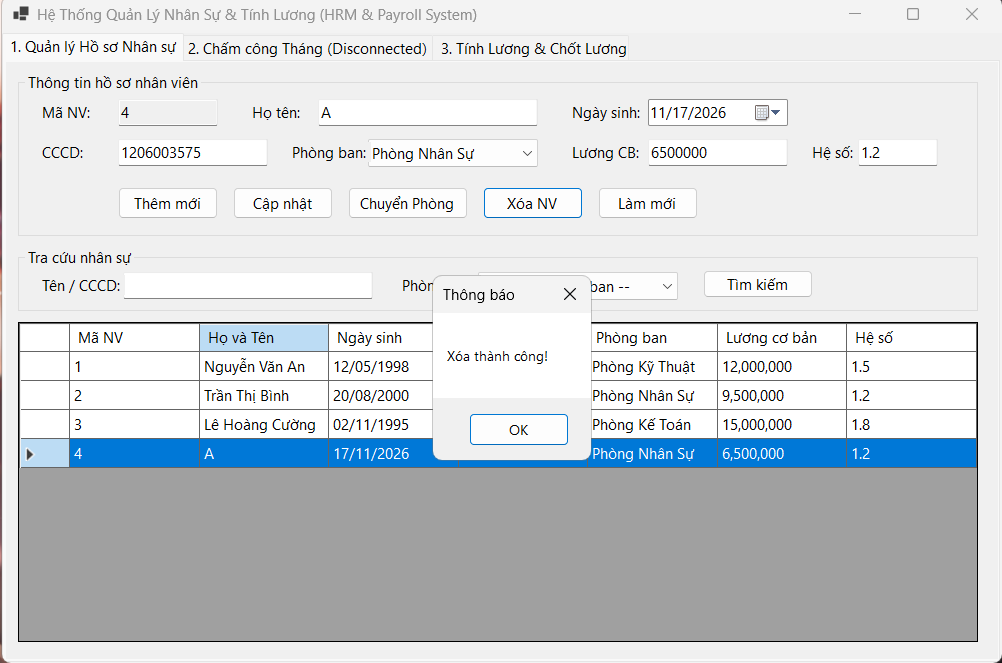 Hệ Thống Quản Lý Nhân Sự & Tính Lương (HRM & Payroll System)
1. Quản lý Hồ sơ Nhân sự 2. Chấm công Tháng (Disconnected) 3. Tính Lương & Chốt Lương
Thông tin hồ sơ nhân viên
Mã NV: 4 Họ tên: A Ngày sinh: 11/17/2026
CCCD: 1206003575 Phòng ban: Phòng Nhân Sự Lương CB: 6500000 Hệ số: 1.2
Thêm mới Cập nhật Chuyển Phòng Xóa NV Làm mới
Tra cứu nhân sự
Tên / CCCD: ban -- Tìm kiếm
Thông báo
Xóa thành công!
OK
Mã NV Họ và Tên Ngày sinh Phòng ban Lương cơ bản Hệ số
1 Nguyễn Văn An 12/05/1998 Phòng Kỹ Thuật 12,000,000 1.5
2 Trần Thị Bình 20/08/2000 Phòng Nhân Sự 9,500,000 1.2
3 Lê Hoàng Cường 02/11/1995 Phòng Kế Toán 15,000,000 1.8
4 A 17/11/2026 Phòng Nhân Sự 6,500,000 1.2